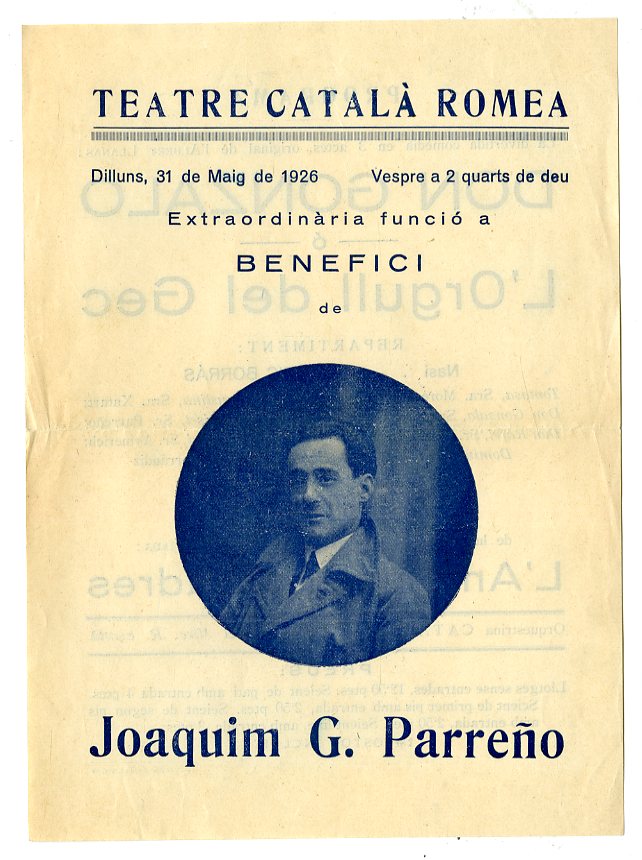 TEATRE CATALÀ ROMEA
Dilluns, 31 de Maig de 1926 Vespre a 2 quarts de deu
Extraordinària funció a
BENEFICI
de
Joaquim G. Parreño